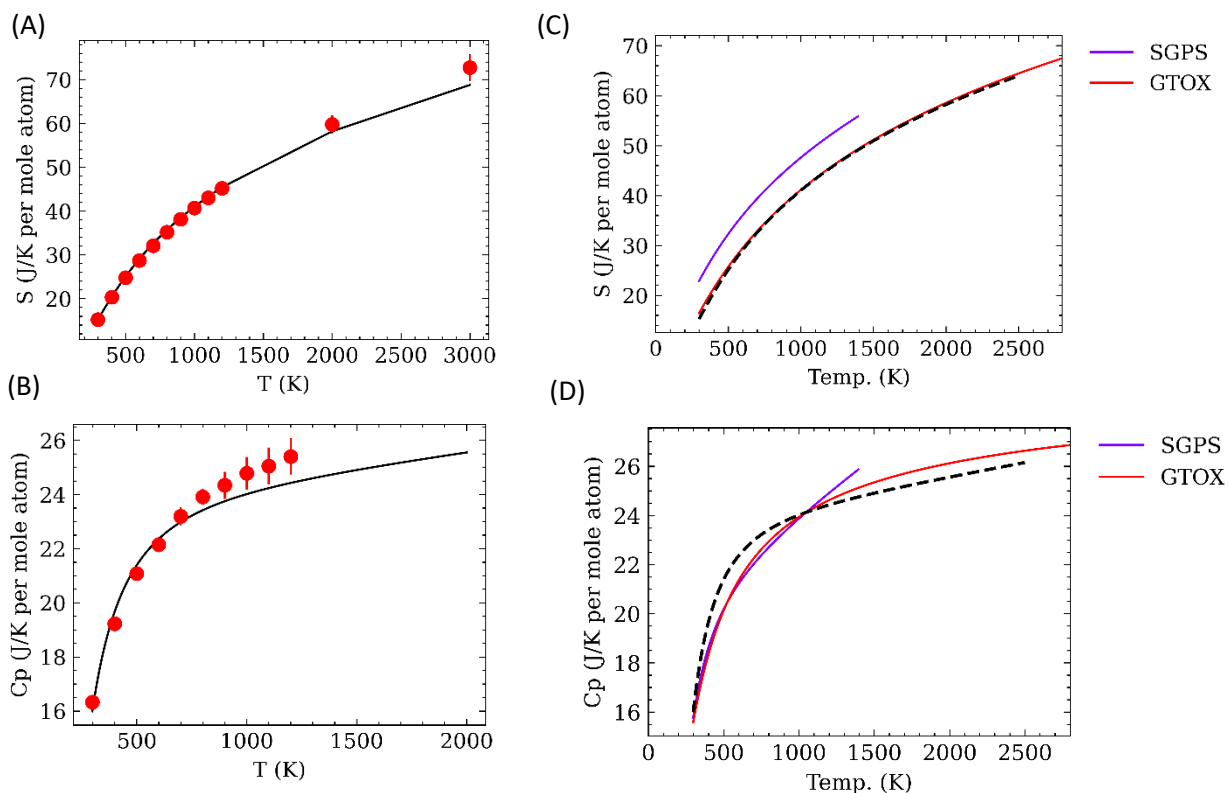 (A)
S (J/K per mole atom)
70
60
50
40
30
20
500 1000 1500 2000 2500 3000
T (K)
(C)
S (J/K per mole atom)
70
60
50
40
30
20
0 500 1000 1500 2000 2500
Temp. (K)
SGPS
GTOX
(B)
Cp (J/K per mole atom)
26
24
22
20
18
16
500 1000 1500 2000
T (K)
(D)
Cp (J/K per mole atom)
26
24
22
20
18
16
0 500 1000 1500 2000 2500
Temp. (K)
SGPS
GTOX